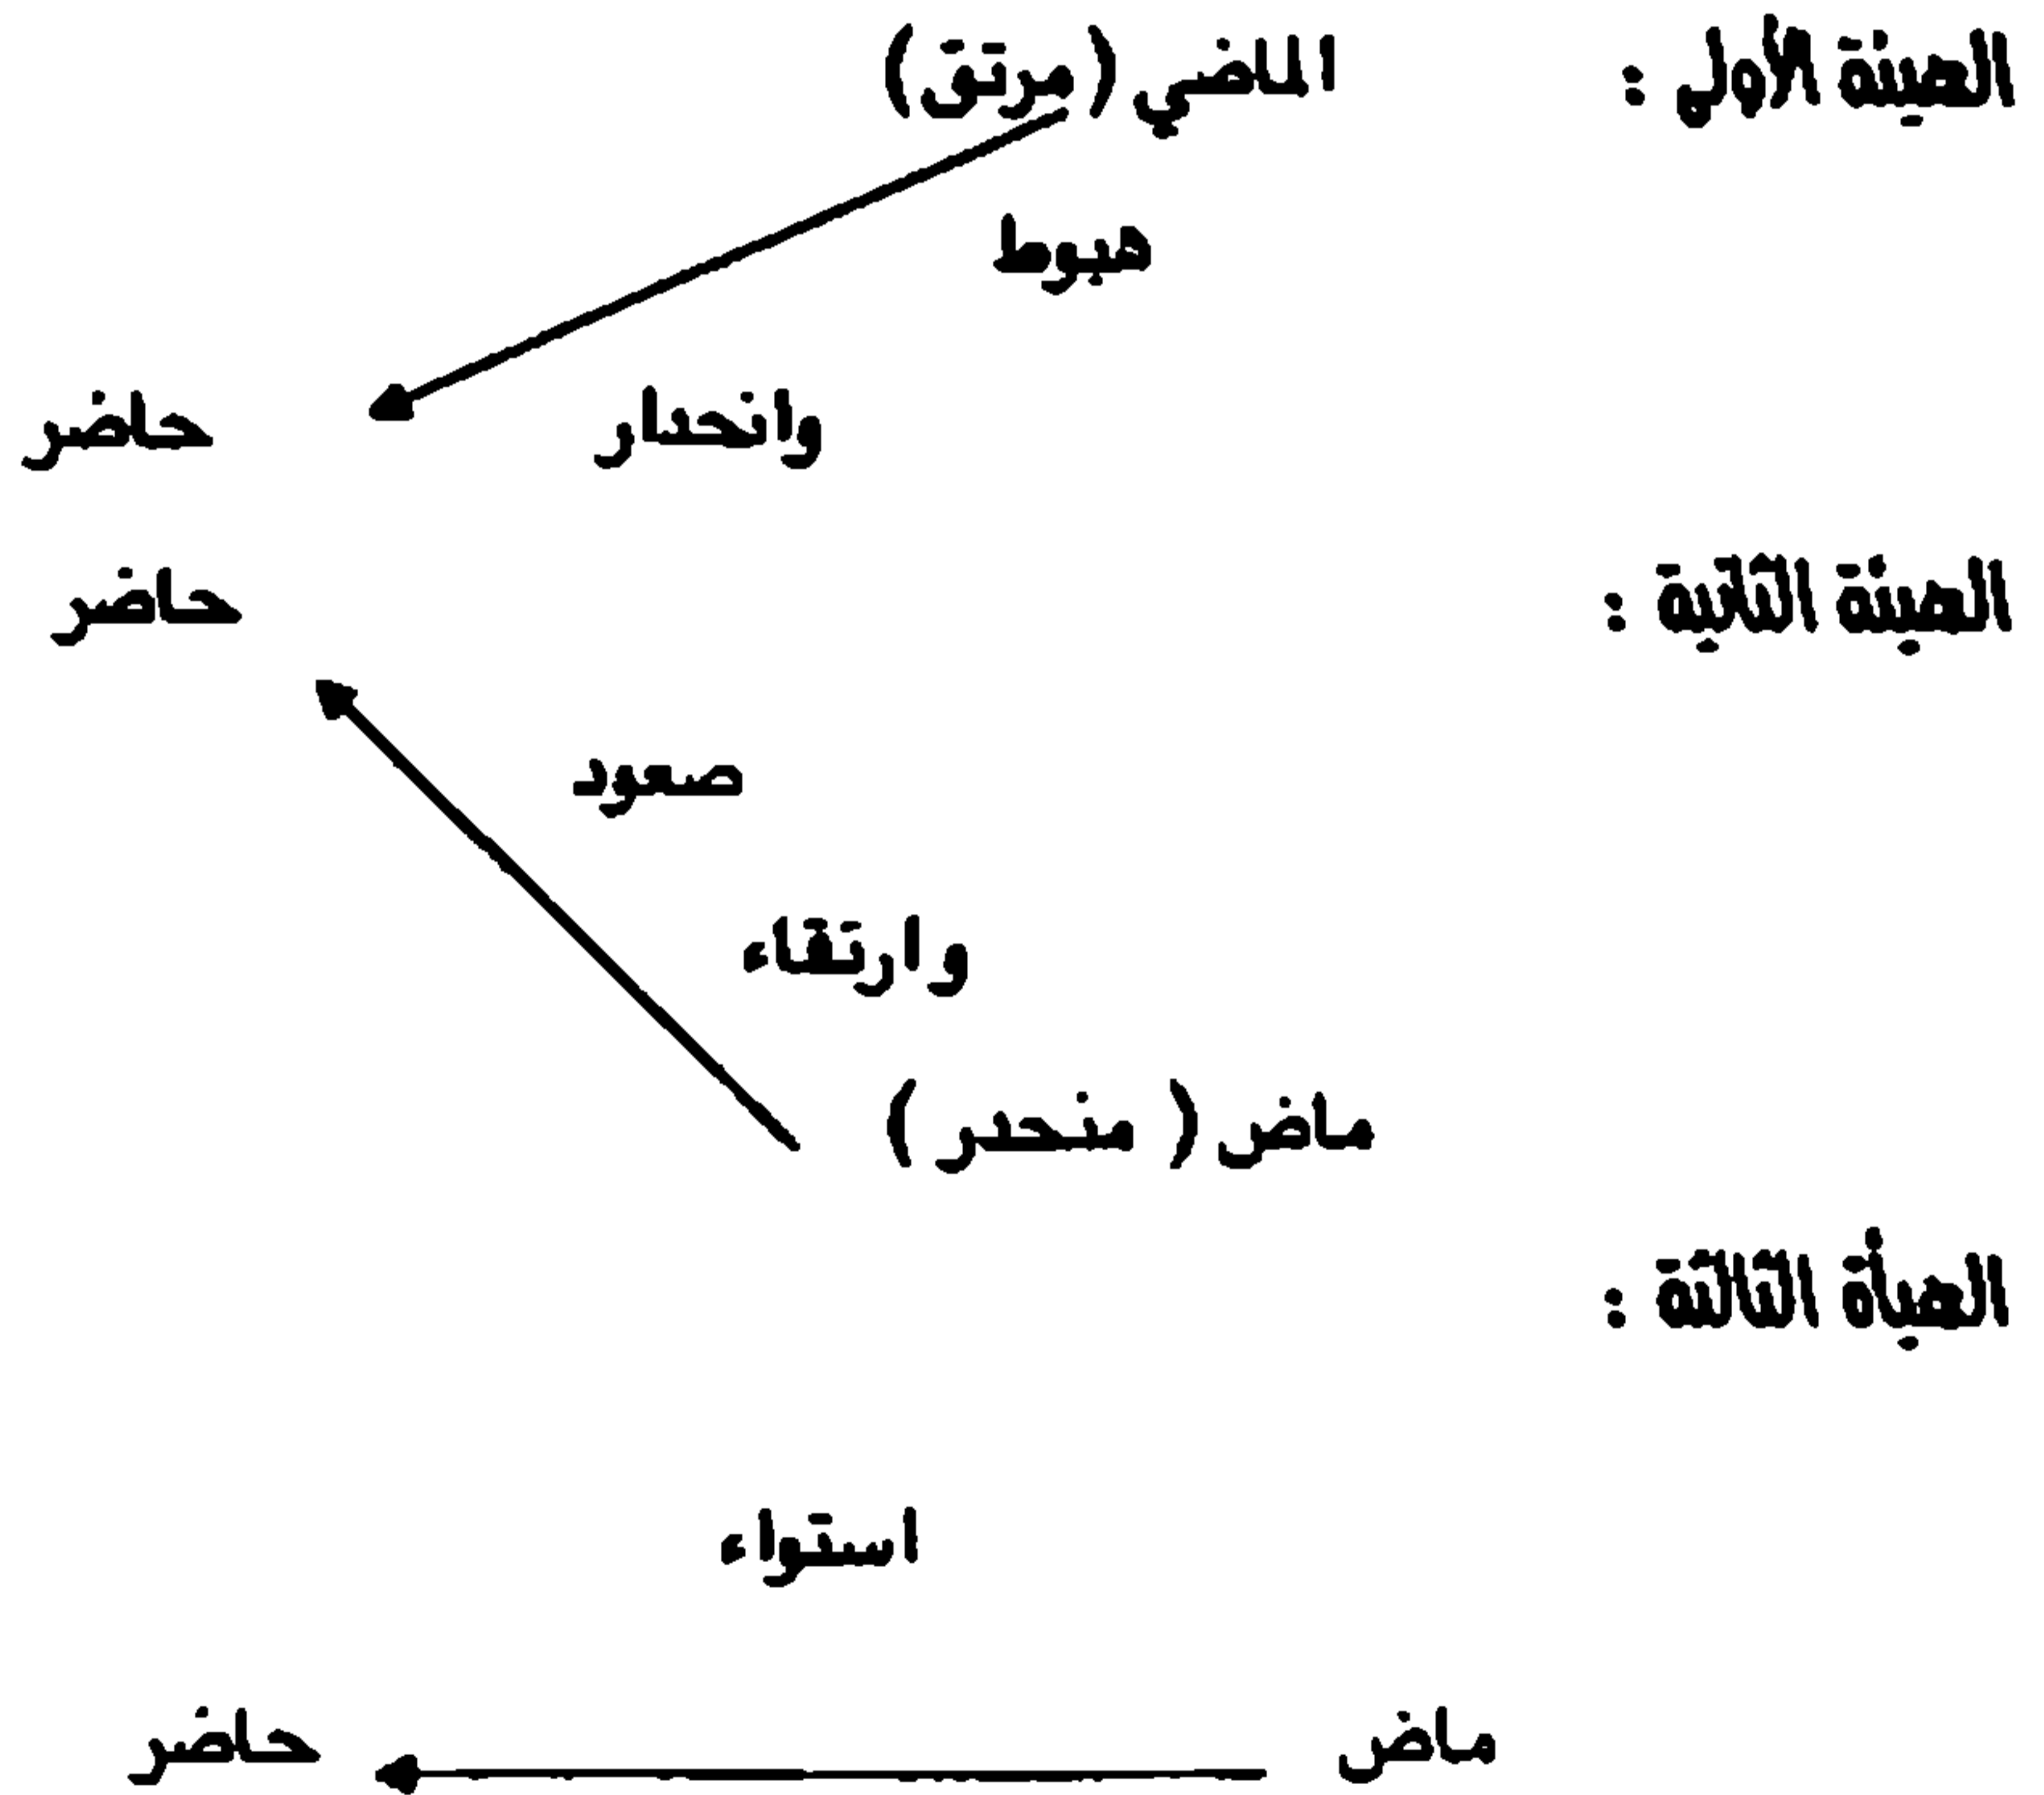 الهيئة الأولى : الماضي (مرتق)
هبوط
وانحدار حاضر
الهيئة الثانية : حاضر
صعود
وارتقاء
ماض ( منحدر )
الهيأة الثالثة :
استواء
ماض حاضر